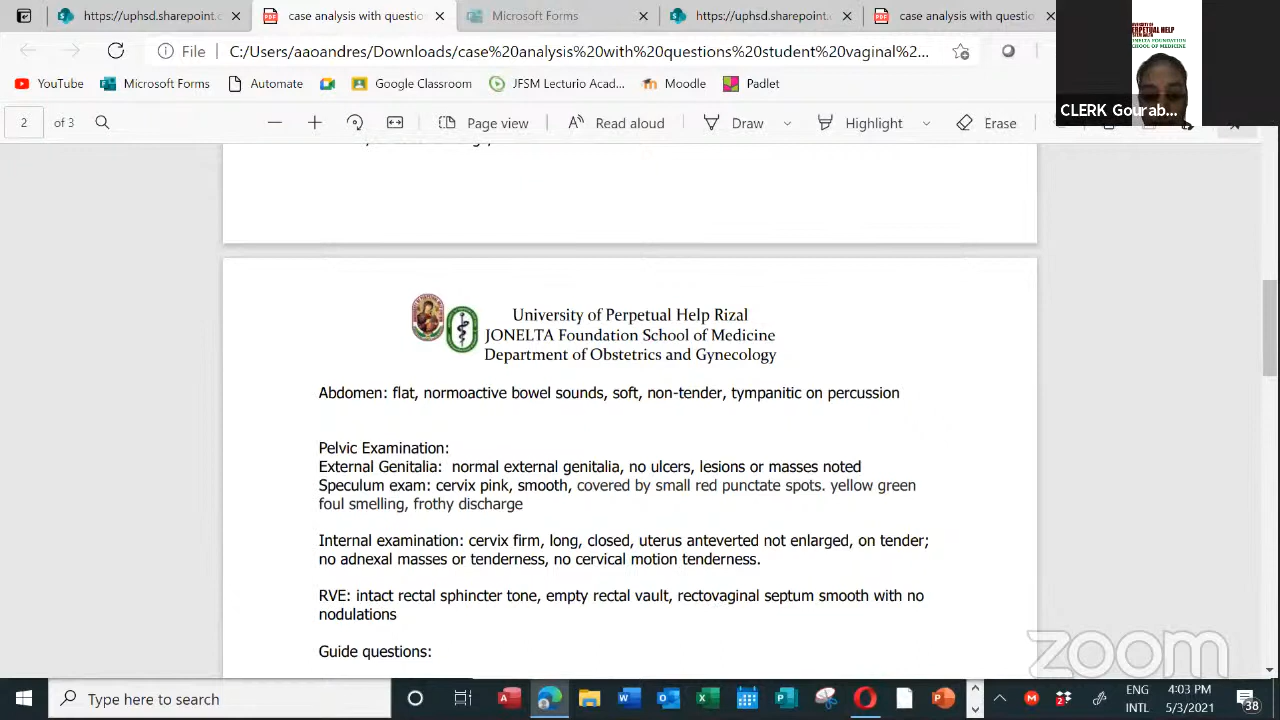 https://uphsd.sharepoint.c
case analysis with questio
Microsoft Forms
https://uphsd.sharepoint.c
case analysis with questio
File
C:/Users/aaoandres/Downloads/case%20analysis%20with%20questions%20student%20vaginal%2...
YouTube
Microsoft Forms
Automate
Google Classroom
JFSM Lecturio Acad...
Moodle
Padlet
2 of 3
Page view
Read aloud
Draw
Highlight
Erase
PERPETUAL HELP
SCHOOL OF MEDICINE
CLERK Gourab...
University of Perpetual Help Rizal
JONELTA Foundation School of Medicine
Department of Obstetrics and Gynecology
Abdomen: flat, normoactive bowel sounds, soft, non-tender, tympanitic on percussion
Pelvic Examination:
External Genitalia: normal external genitalia, no ulcers, lesions or masses noted
Speculum exam: cervix pink, smooth, covered by small red punctate spots. yellow green
foul smelling, frothy discharge
Internal examination: cervix firm, long, closed, uterus anteverted not enlarged, on tender;
no adnexal masses or tenderness, no cervical motion tenderness.
RVE: intact rectal sphincter tone, empty rectal vault, rectovaginal septum smooth with no
nodulations
Guide questions:
zoom
Type here to search
ENG
INTL
4:03 PM
5/3/2021
38